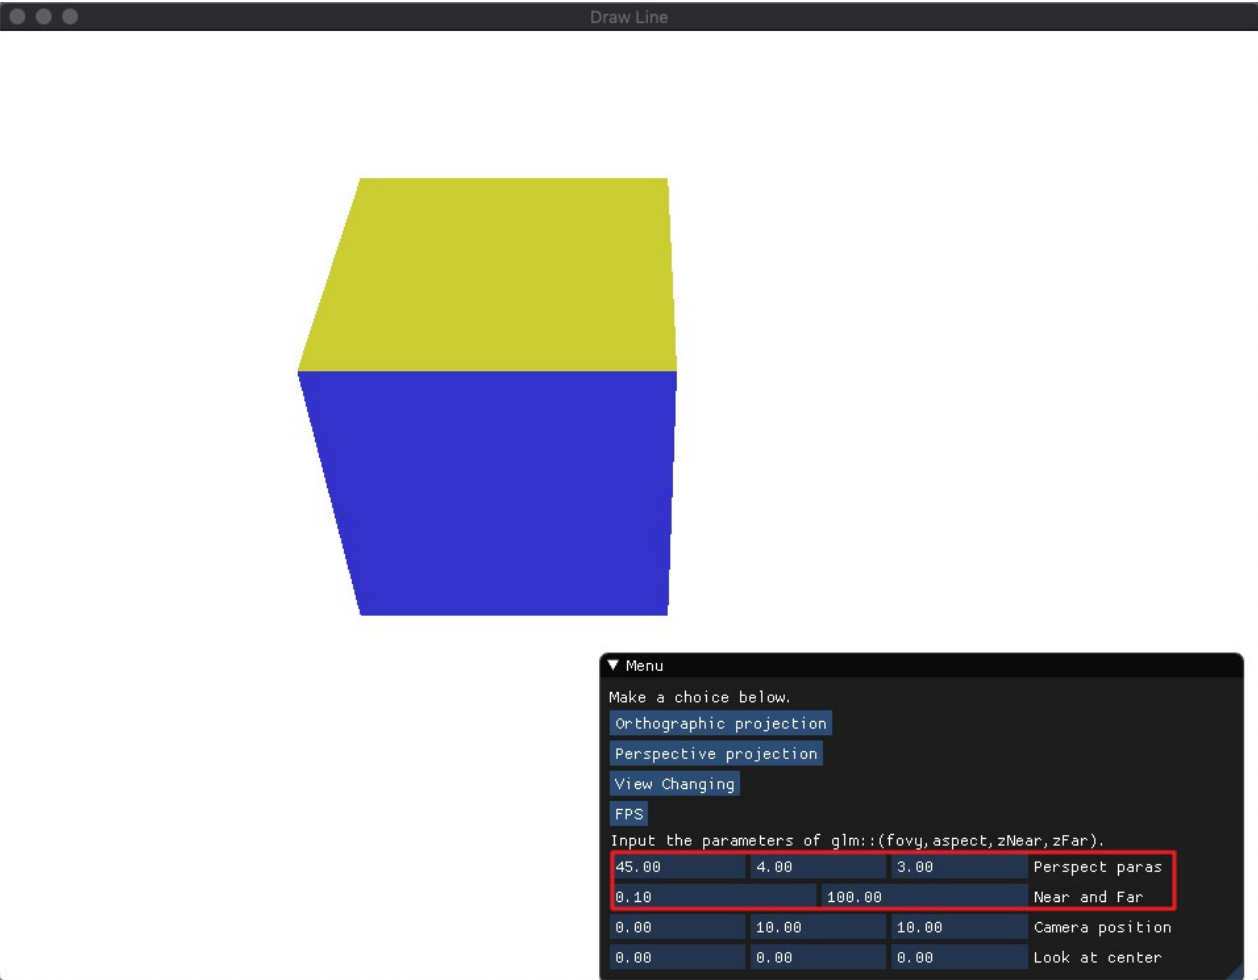 Draw Line
▼ Menu
Make a choice below.
Orthographic projection
Perspective projection
View Changing
FPS
Input the parameters of glm::(fovy,aspect,zNear,zFar).
45.00 4.00 3.00 Perspect paras
0.10 100.00 Near and Far
0.00 10.00 10.00 Camera position
0.00 0.00 0.00 Look at center